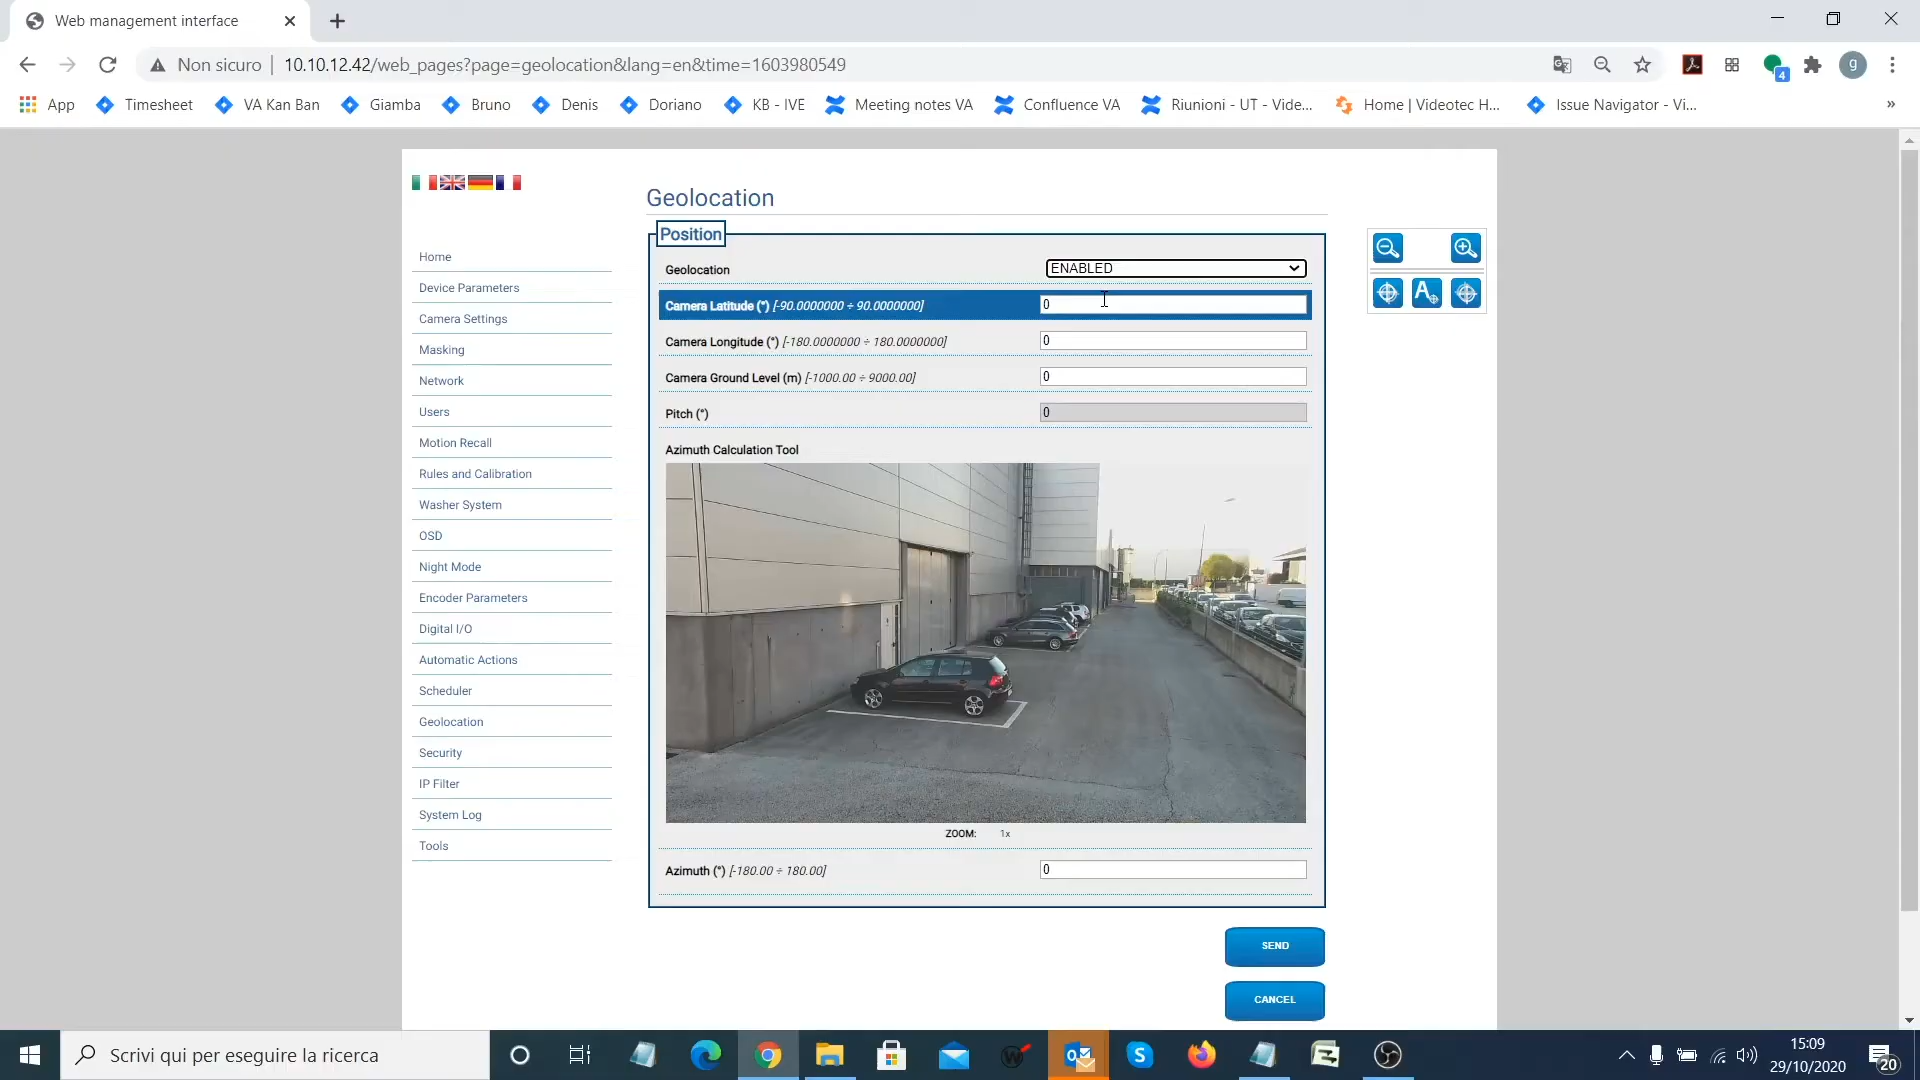 Web management interface
Non sicuro
10.10.12.42/web_pages?page=geolocation&lang=en&time=1603980549
g
4
App
Timesheet
VA Kan Ban
Giamba
Bruno
Denis
Doriano
KB - IVE
Meeting notes VA
Confluence VA
Riunioni - UT - Vide...
Home | Videotec H...
Issue Navigator - Vi...
»
Home
Device Parameters
Camera Settings
Masking
Network
Users
Motion Recall
Rules and Calibration
Washer System
OSD
Night Mode
Encoder Parameters
Digital I/O
Automatic Actions
Scheduler
Geolocation
Security
IP Filter
System Log
Tools
Geolocation
Position
Geolocation
ENABLED
Camera Latitude (°) [-90.0000000 ÷ 90.0000000]
0
Camera Longitude (°) [-180.0000000 ÷ 180.0000000]
0
Camera Ground Level (m) [-1000.00 ÷ 9000.00]
0
Pitch (°)
0
Azimuth Calculation Tool
ZOOM: 1x
Azimuth (°) [-180.00 ÷ 180.00]
0
SEND
CANCEL
A
Scrivi qui per eseguire la ricerca
15:09
29/10/2020
20